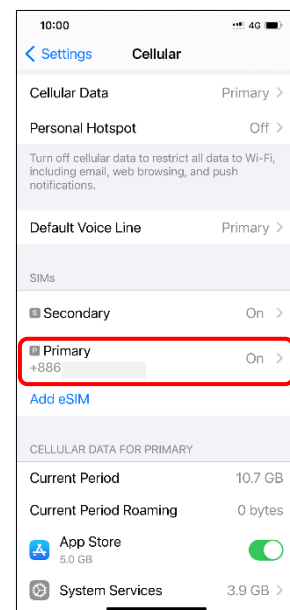 10:00 4G
Settings Cellular
Cellular Data Primary
Personal Hotspot Off
Turn off cellular data to restrict all data to Wi-Fi,
including email, web browsing, and push
notifications.
Default Voice Line Primary
SIMs
S Secondary On
P Primary On
+886
Add eSIM
CELLULAR DATA FOR PRIMARY
Current Period 10.7 GB
Current Period Roaming 0 bytes
App Store
5.0 GB
System Services 3.9 GB